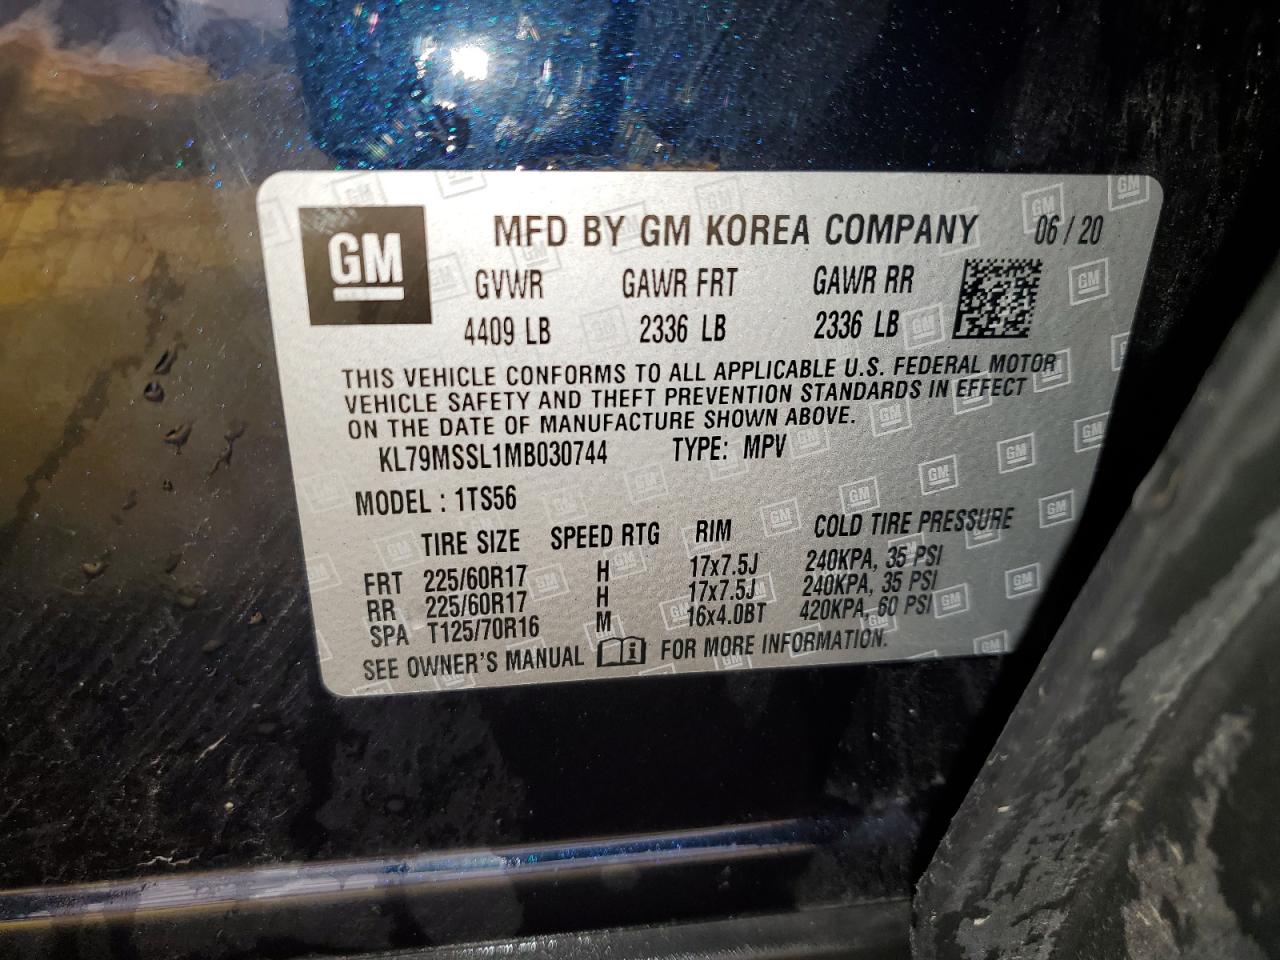 GM
MFD BY GM KOREA COMPANY 06 / 20
GVWR GAWR FRT GAWR RR
4409 LB 2336 LB 2336 LB
THIS VEHICLE CONFORMS TO ALL APPLICABLE U.S. FEDERAL MOTOR
VEHICLE SAFETY AND THEFT PREVENTION STANDARDS IN EFFECT
ON THE DATE OF MANUFACTURE SHOWN ABOVE.
KL79MSSL1MB030744 TYPE: MPV
MODEL : 1TS56
TIRE SIZE SPEED RTG RIM COLD TIRE PRESSURE
FRT 225/60R17 H 17x7.5J 240KPA, 35 PSI
RR 225/60R17 H 17x7.5J 240KPA, 35 PSI
SPA T125/70R16 M 16x4.0BT 420KPA, 60 PSI
SEE OWNER'S MANUAL FOR MORE INFORMATION.